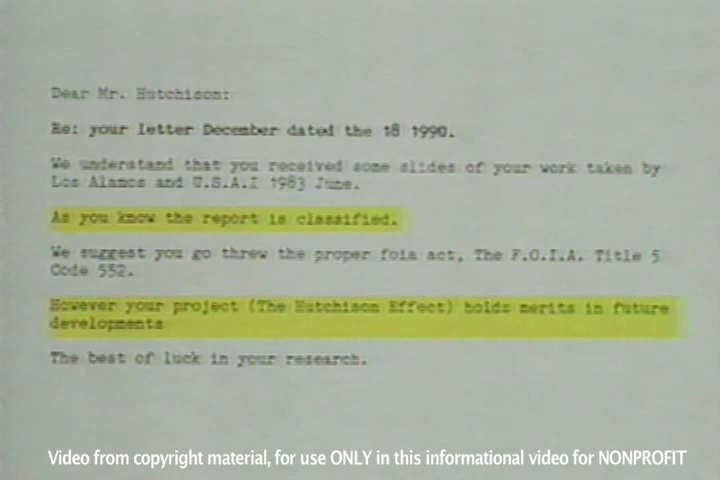 Dear Mr. Hutchison:
Re: your letter December dated the 18 1990.
We understand that you received some slides of your work taken by
Los Alamos and U.S.A.I 1983 June.
As you know the report is classified.
We suggest you go threw the proper foia act, The F.O.I.A. Title 5
Code 552.
However your project (The Hutchison Effect) holds merits in future
developments
The best of luck in your research.
Video from copyright material, for use ONLY in this informational video for NONPROFIT